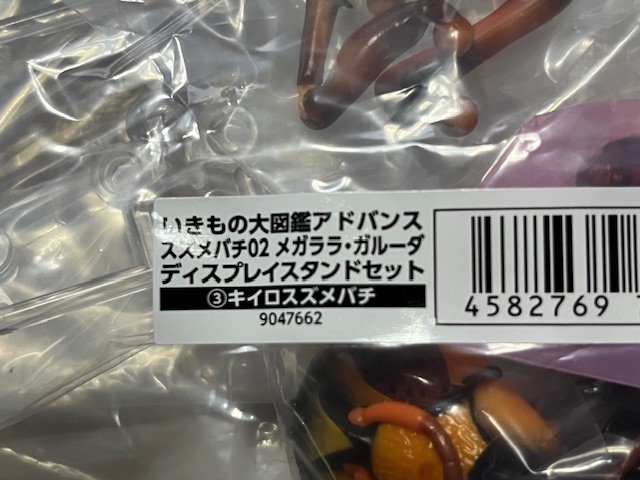 いきもの大図鑑アドバンス
スズメバチ02 メガララ・ガルーダ
ディスプレイスタンドセット
③キイロスズメバチ
9047662
4582769